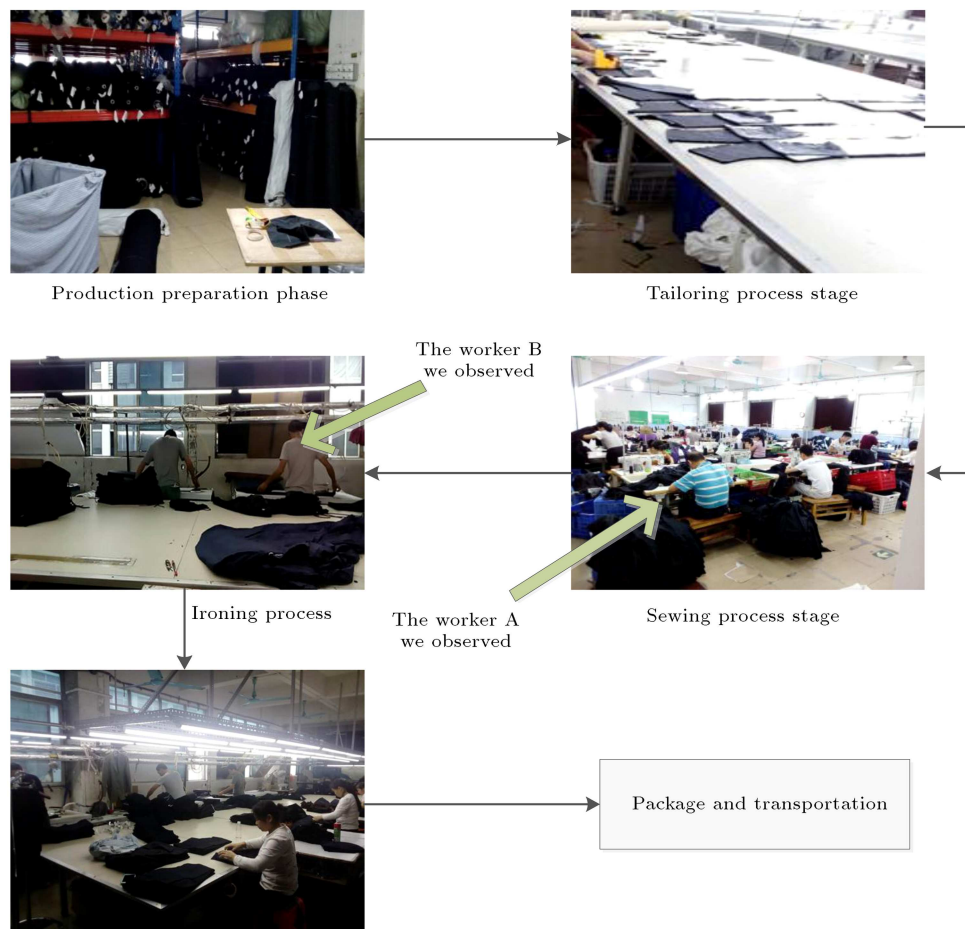 Production preparation phase
Tailoring process stage
The worker B
we observed
Ironing process
The worker A
we observed
Sewing process stage
Package and transportation